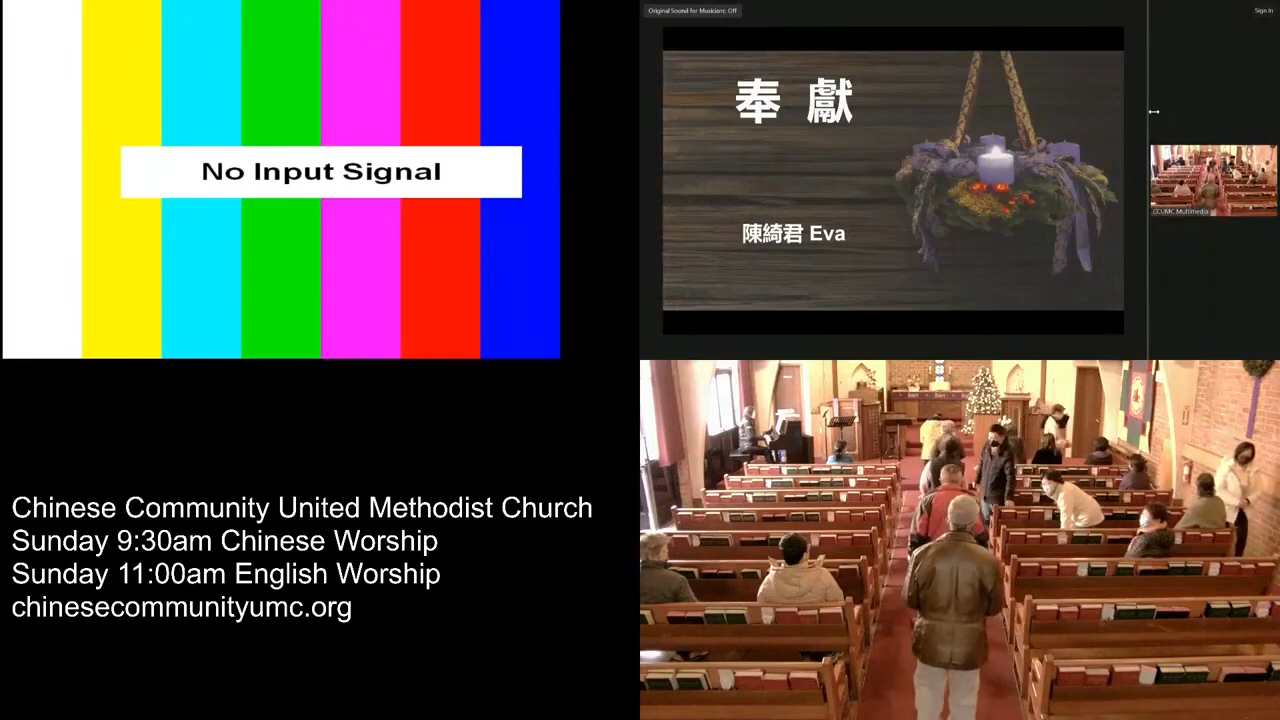 No Input Signal
Original Sound for Musicians: Off
Sign in
奉 獻
陳綺君 Eva
CCUMC Multimedia
Chinese Community United Methodist Church
Sunday 9:30am Chinese Worship
Sunday 11:00am English Worship
chinesecommunityumc.org